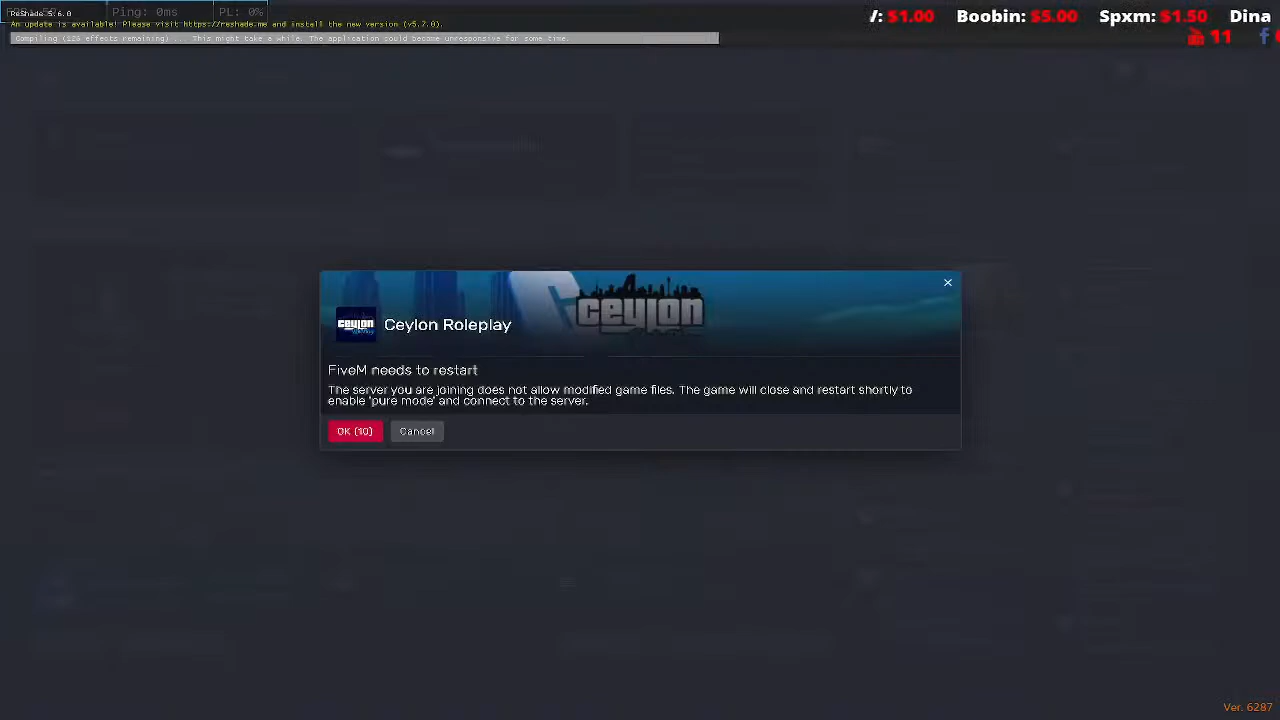 ReShade 5.6.0
Ping: 0ms
PL: 0%
An update is available! Please visit https://reshade.me and install the new version (v5.7.0).
Compiling (126 effects remaining) ... This might take a while. The application could become unresponsive for some time.
/: $1.00 Boobin: $5.00 Spxm: $1.50 Dina
11
ceylon
ceylon
Ceylon Roleplay
FiveM needs to restart
The server you are joining does not allow modified game files. The game will close and restart shortly to
enable 'pure mode' and connect to the server.
OK (10) Cancel
Ver. 6287